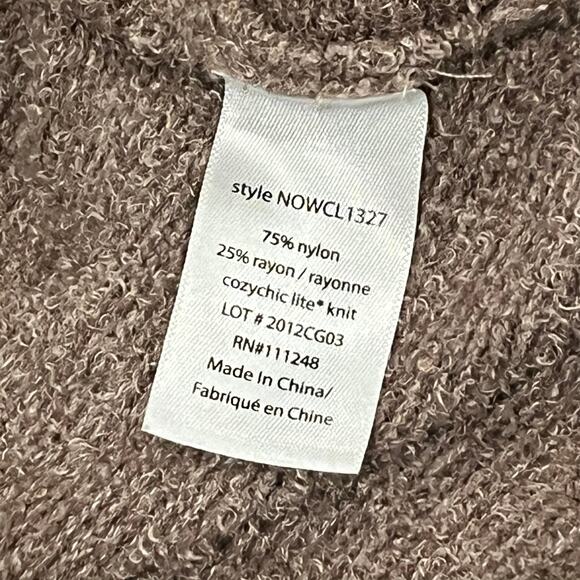 style NOWCL1327
75% nylon
25% rayon / rayonne
cozychic lite® knit
LOT # 2012CG03
RN#111248
Made In China/
Fabriqué en Chine